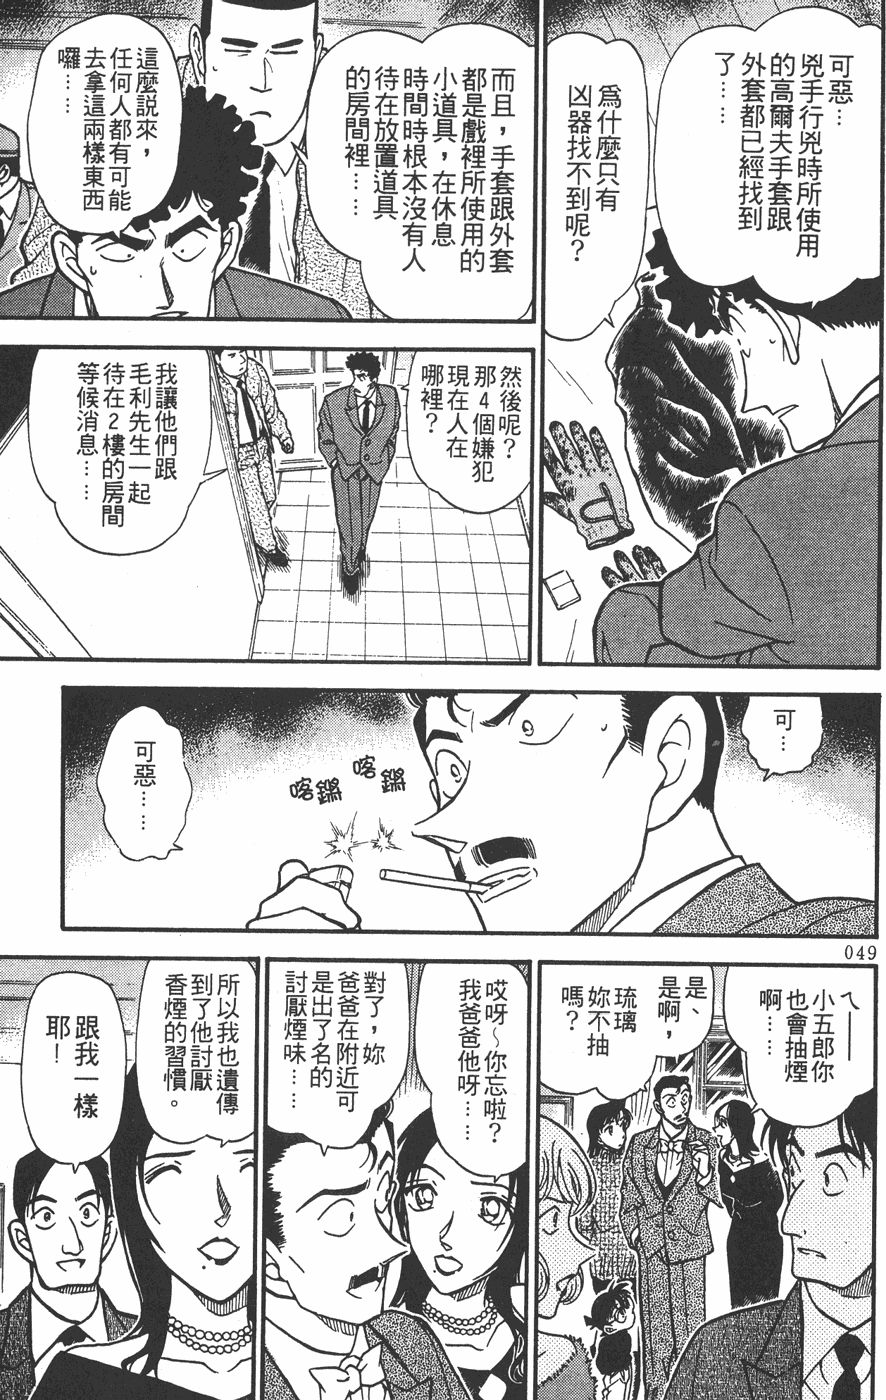 可惡…
兇手行兇時所使用
的高爾夫手套跟
外套都已經找到
了……
為什麼只有
凶器找不到呢？
而且，手套跟外套
都是戲裡所使用的
小道具，在休息
時間時根本沒有人
待在放置道具
的房間裡……
這麼説來，
任何人都有可能
去拿這兩樣東西
囉……
然後呢？
那4個嫌犯
現在人在
哪裡？
我讓他們跟
毛利先生一起
待在2樓的房間
等候消息……
可…
喀鏘
喀鏘
可惡……
049
ㄟ──
小五郎你
也會抽煙
啊……
是、
是啊，
琉璃
妳不抽
嗎？
哎呀～你忘啦？
我爸爸他呀……
對了，妳
爸爸在附近可
是出了名的
討厭煙味……
所以我也遺傳
到了他討厭
香煙的習慣。
跟我一樣
耶！